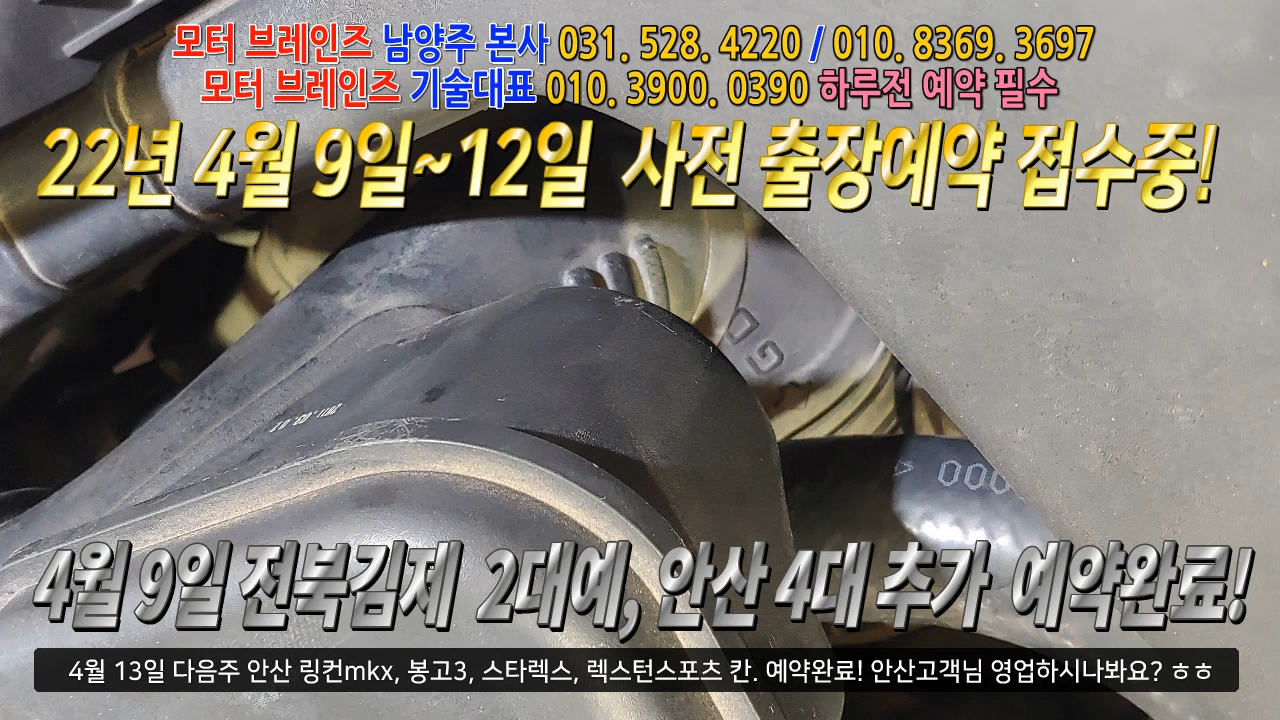 모터 브레인즈 남양주 본사 031. 528. 4220 / 010. 8369. 3697
모터 브레인즈 기술대표 010. 3900. 0390 하루전 예약 필수
22년 4월 9일~12일 사전 출장예약 접수중!
GD
2011.03.07
000
4월 9일 전북김제 2대예, 안산 4대 추가 예약완료!
4월 13일 다음주 안산 링컨mkx, 봉고3, 스타렉스, 렉스턴스포츠 칸. 예약완료! 안산고객님 영업하시나봐요? ㅎㅎ